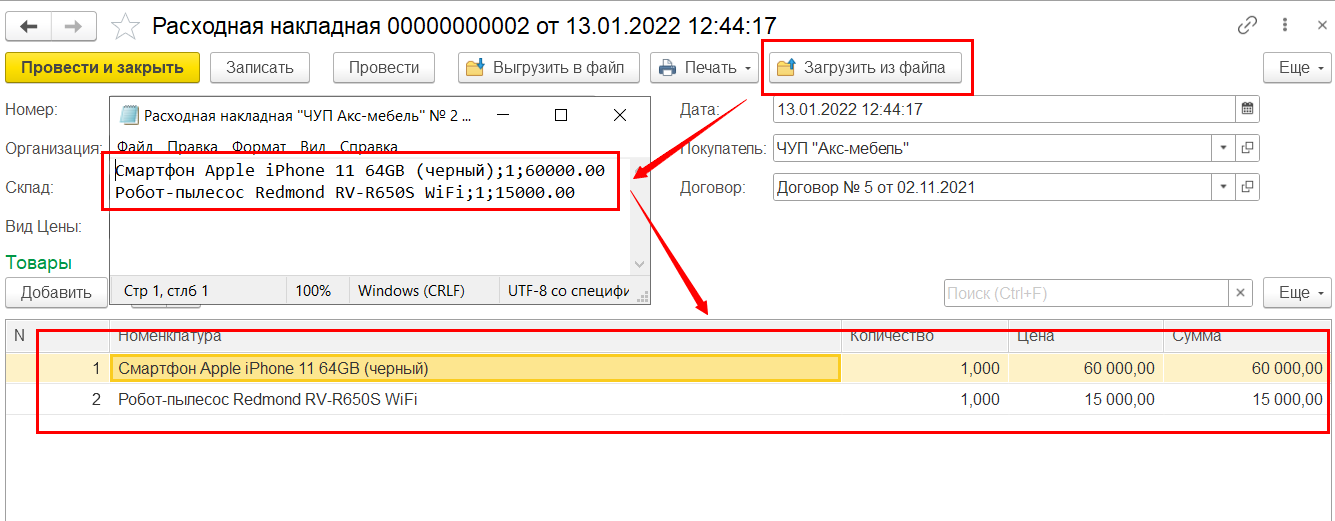 Расходная накладная 00000000002 от 13.01.2022 12:44:17
Провести и закрыть
Записать
Провести
Выгрузить в файл
Печать
Загрузить из файла
Еще
Номер:
Дата:
13.01.2022 12:44:17
Организация:
Покупатель:
ЧУП "Акс-мебель"
Склад:
Договор:
Договор № 5 от 02.11.2021
Вид Цены:
Расходная накладная "ЧУП Акс-мебель" № 2 ...
Файл Правка Формат Вид Справка
Смартфон Apple iPhone 11 64GB (черный);1;60000.00
Робот-пылесос Redmond RV-R650S WiFi;1;15000.00
Стр 1, стлб 1 100% Windows (CRLF) UTF-8 со специфи
Товары
Добавить
Поиск (Ctrl+F)
Еще
N Номенклатура Количество Цена Сумма
1 Смартфон Apple iPhone 11 64GB (черный) 1,000 60 000,00 60 000,00
2 Робот-пылесос Redmond RV-R650S WiFi 1,000 15 000,00 15 000,00